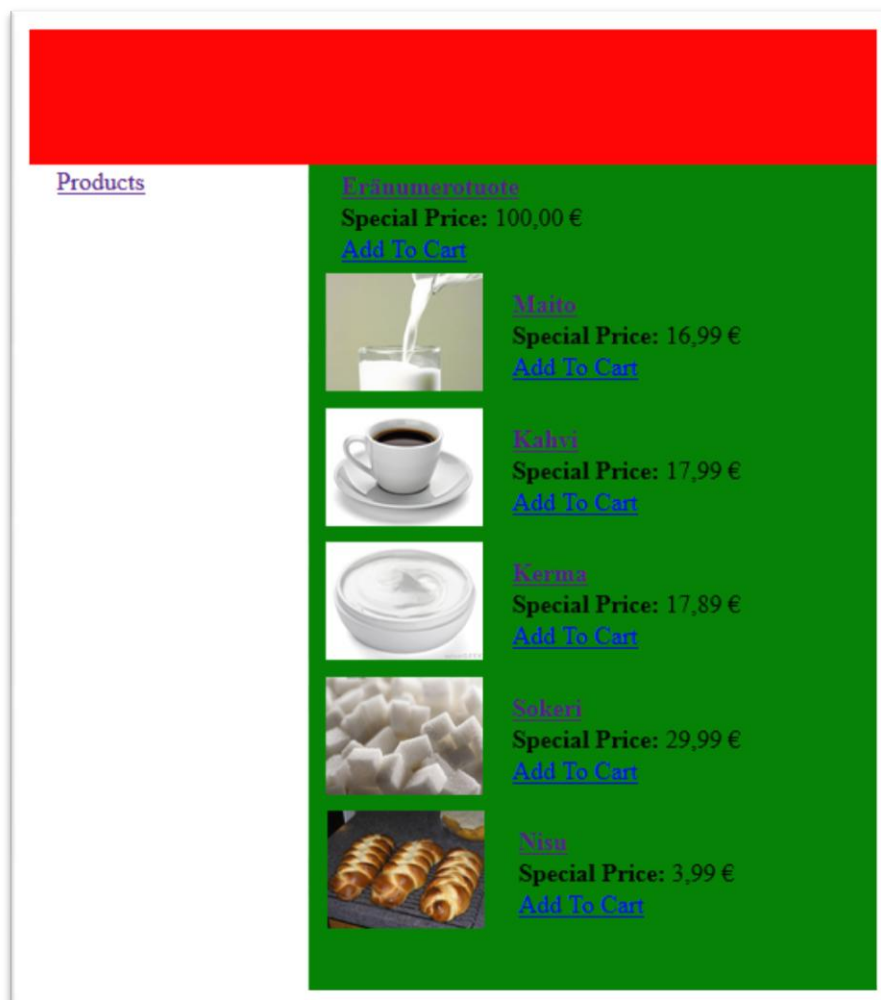 Products
Eränumerotuote
Special Price: 100,00 €
Add To Cart
Maito
Special Price: 16,99 €
Add To Cart
Kahvi
Special Price: 17,99 €
Add To Cart
Kerma
Special Price: 17,89 €
Add To Cart
Sokeri
Special Price: 29,99 €
Add To Cart
Nisu
Special Price: 3,99 €
Add To Cart